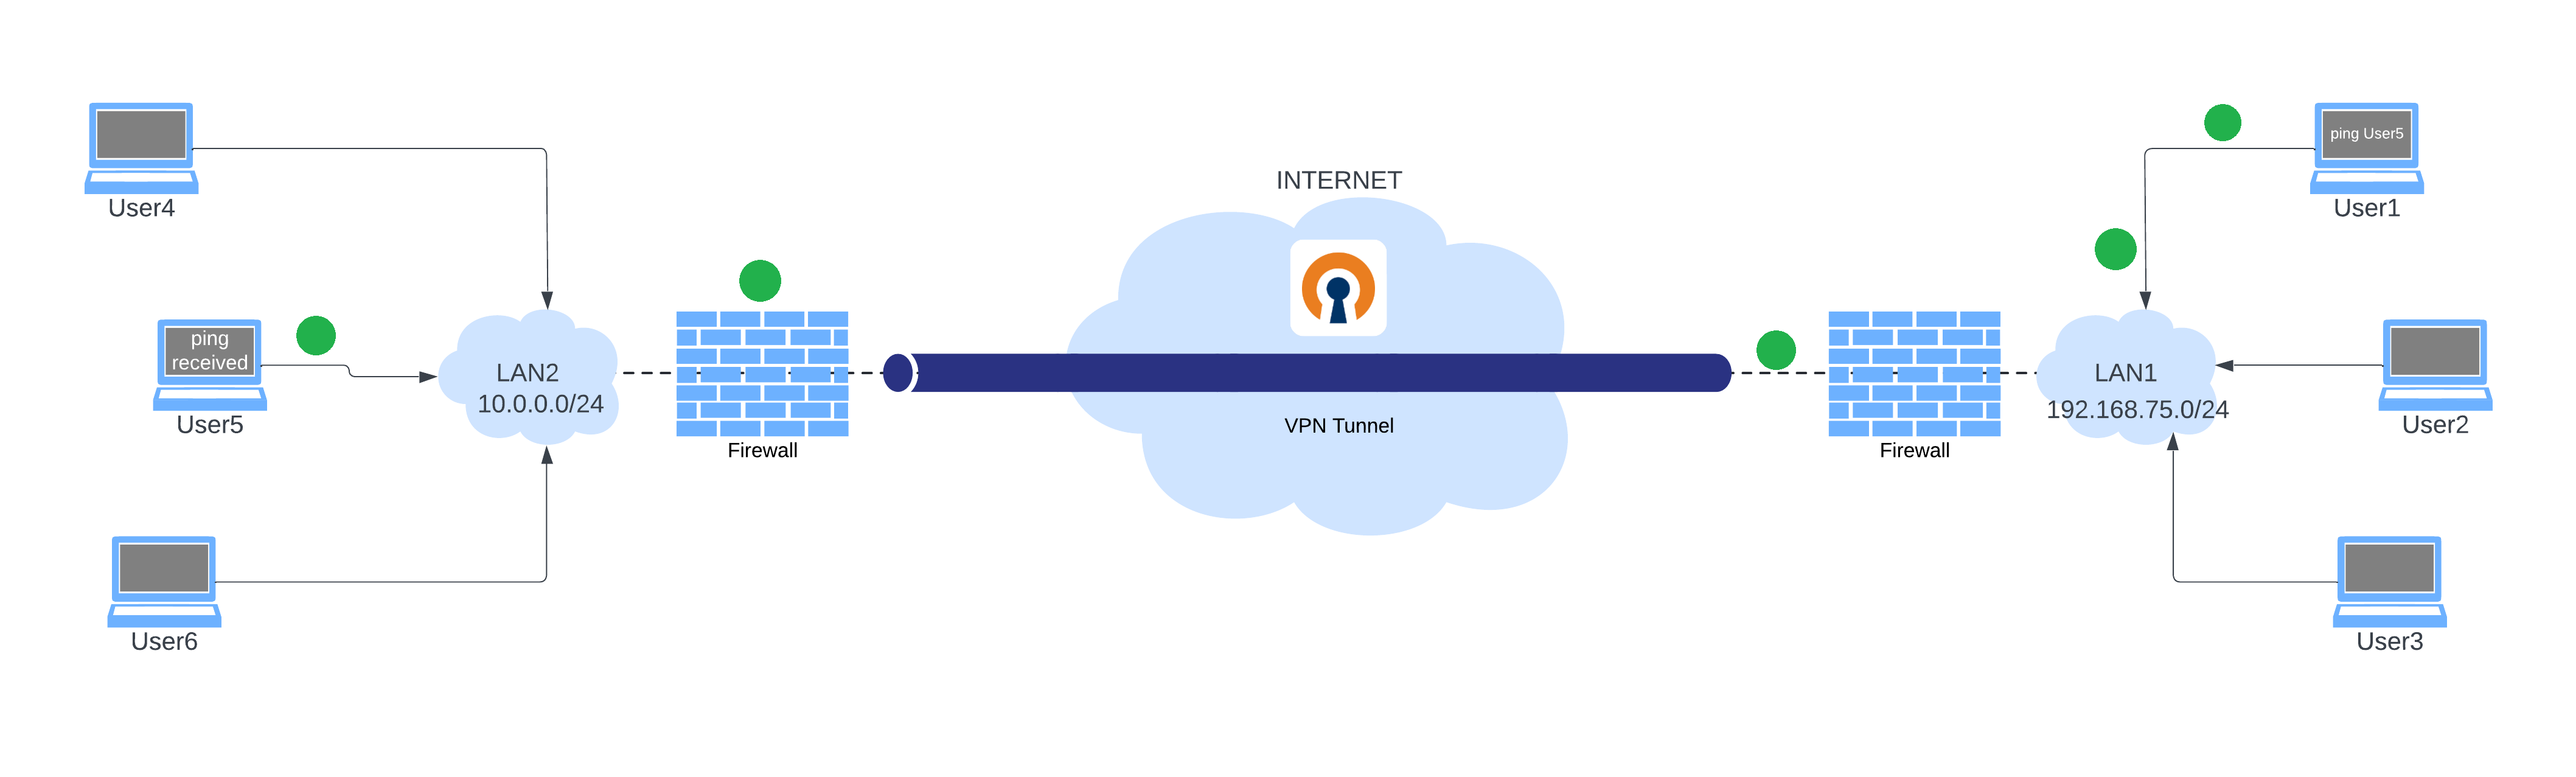 User4
ping
received
User5
User6
LAN2
10.0.0.0/24
Firewall
INTERNET
VPN Tunnel
Firewall
LAN1
192.168.75.0/24
ping User5
User1
User2
User3